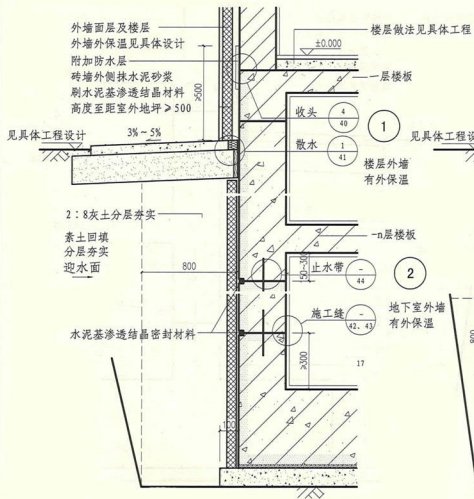 外墙面层及楼层
外墙外保温见具体设计
附加防水层
砖墙外侧抹水泥砂浆
刷水泥基渗透结晶材料
高度至距室外地坪≥500
≥500
楼层做法见具体工程
±0.000
一层楼板
收头 4/40
1
散水 1/41
楼层外墙
有外保温
见具体工程设计
3%~5%
见具体工程设
2:8灰土分层夯实
素土回填
分层夯实
迎水面
800
-n层楼板
止水带 -/44
150~300
2
地下室外墙
有外保温
施工缝 -/42、43
水泥基渗透结晶密封材料
≥300
17
100